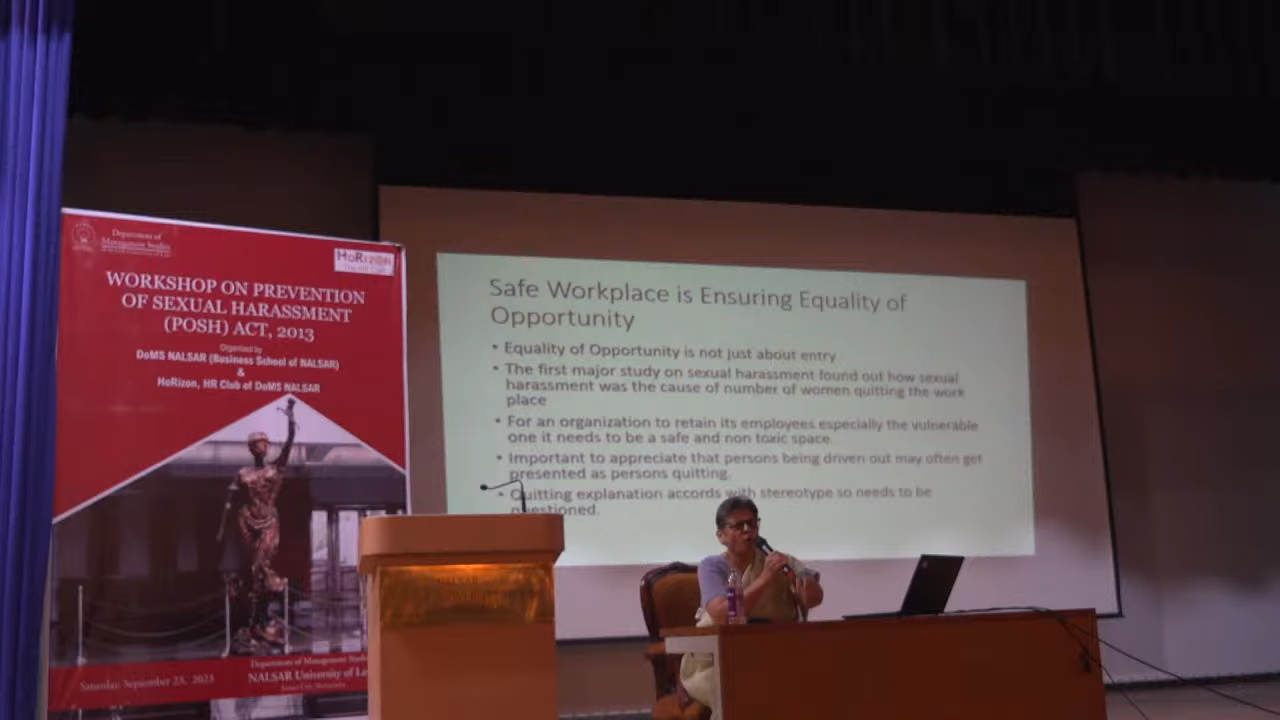 Department of
Management Studies
HoRiz@n
WORKSHOP ON PREVENTION
OF SEXUAL HARASSMENT
(POSH) ACT, 2013
Organised by
DoMS NALSAR (Business School of NALSAR)
&
HoRizon, HR Club of DoMS NALSAR
Saturday, September 23, 2023
Department of Management Studies
NALSAR University of La
Safe Workplace is Ensuring Equality of
Opportunity
• Equality of Opportunity is not just about entry
• The first major study on sexual harassment found out how sexual
harassment was the cause of number of women quitting the work
place
• For an organization to retain its employees especially the vulnerable
one it needs to be a safe and non toxic space.
• Important to appreciate that persons being driven out may often get
presented as persons quitting.
• Quitting explanation accords with stereotype so needs to be
questioned.